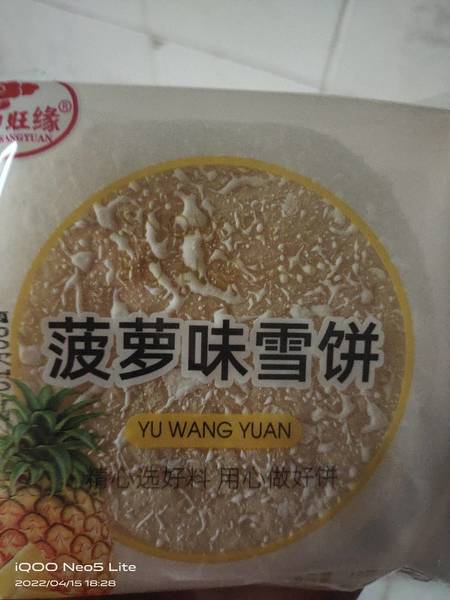 旺缘®
WANGYUAN
菠萝味雪饼
YU WANG YUAN
精心选好料 用心做好饼
iQOO Neo5 Lite
2022/04/15 18:28